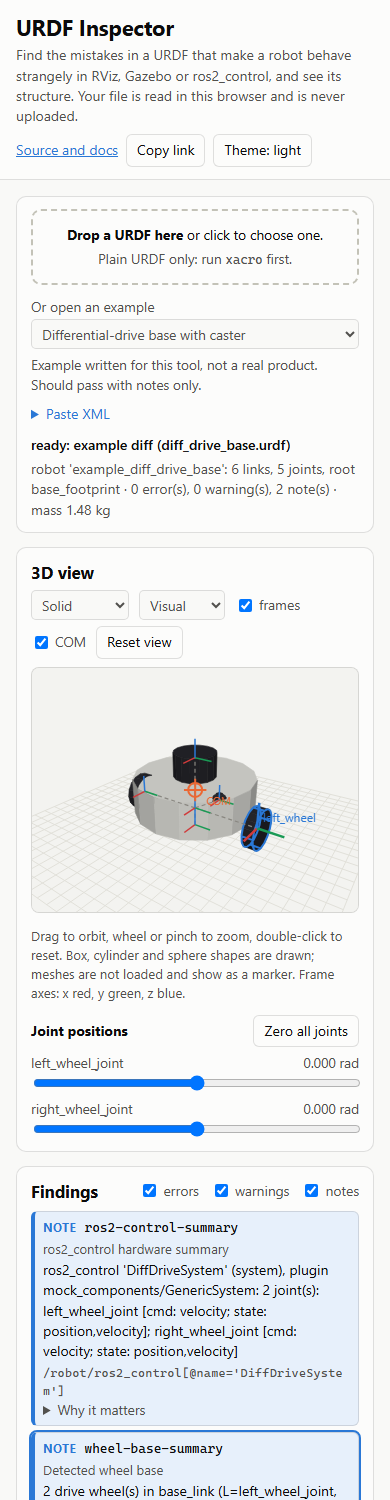 URDF Inspector
Find the mistakes in a URDF that make a robot behave
strangely in RViz, Gazebo or ros2_control, and see its
structure. Your file is read in this browser and is never
uploaded.
Source and docs
Copy link
Theme: light
Drop a URDF here or click to choose one.
Plain URDF only: run xacro first.
Or open an example
Differential-drive base with caster
Example written for this tool, not a real product.
Should pass with notes only.
Paste XML
ready: example diff (diff_drive_base.urdf)
robot 'example_diff_drive_base': 6 links, 5 joints, root
base_footprint · 0 error(s), 0 warning(s), 2 note(s) ·
mass 1.48 kg
3D view
Solid
Visual
frames
COM
Reset view
COM
left_wheel
Drag to orbit, wheel or pinch to zoom, double-click to
reset. Box, cylinder and sphere shapes are drawn;
meshes are not loaded and show as a marker. Frame
axes: x red, y green, z blue.
Joint positions
Zero all joints
left_wheel_joint 0.000 rad
right_wheel_joint 0.000 rad
Findings
errors
warnings
notes
NOTE ros2-control-summary
ros2_control hardware summary
ros2_control 'DiffDriveSystem' (system), plugin
mock_components/GenericSystem: 2 joint(s):
left_wheel_joint [cmd: velocity; state:
position,velocity]; right_wheel_joint [cmd:
velocity; state: position,velocity]
/robot/ros2_control[@name='DiffDriveSyste
m']
Why it matters
NOTE wheel-base-summary
Detected wheel base
2 drive wheel(s) in base_link (L=left_wheel_joint,